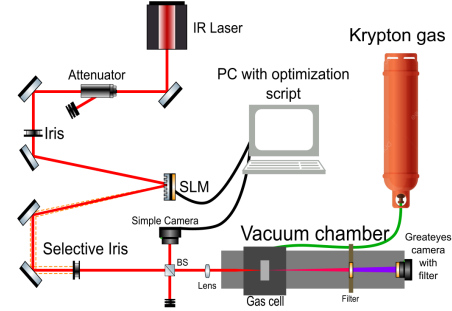 IR Laser
Krypton gas
Attenuator
PC with optimization
script
Iris
SLM
Simple Camera
Vacuum chamber
Greateyes
camera
with
filter
Selective Iris
BS
Lens
Gas cell
Filter